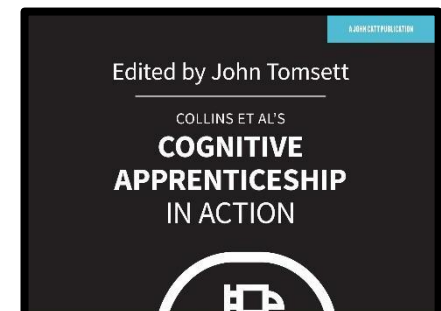 A JOHN CATT PUBLICATION
Edited by John Tomsett
COLLINS ET AL'S
COGNITIVE
APPRENTICESHIP
IN ACTION